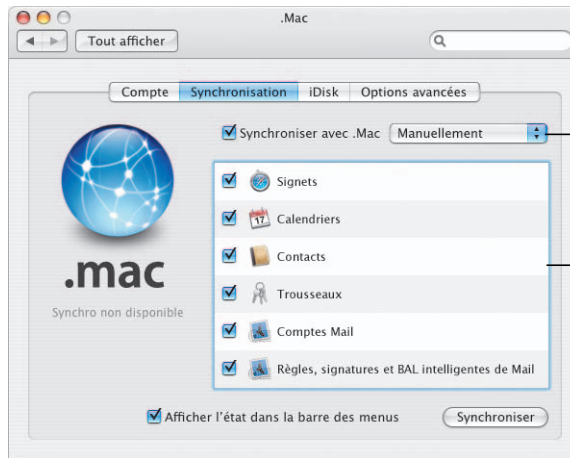 .Mac
Tout afficher
Compte Synchronisation iDisk Options avancées
Synchroniser avec .Mac Manuellement
Signets
17 Calendriers
Contacts
.mac
Trousseaux
Synchro non disponible
Comptes Mail
Règles, signatures et BAL intelligentes de Mail
Afficher l’état dans la barre des menus Synchroniser